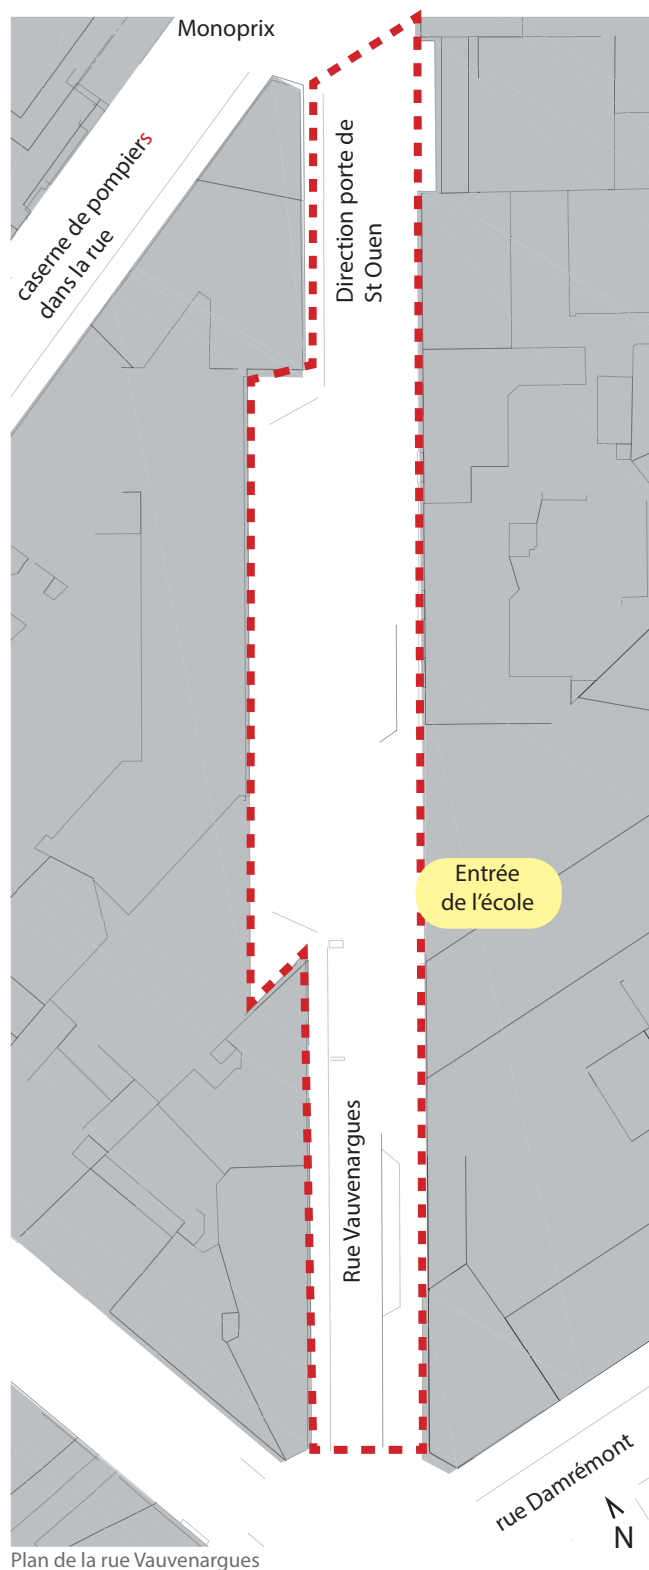 Monoprix
caserne de pompiers
dans la rue
Direction porte de
St Ouen
Entrée
de l'école
Rue Vauvenargues
rue Damrémont
N
Plan de la rue Vauvenargues